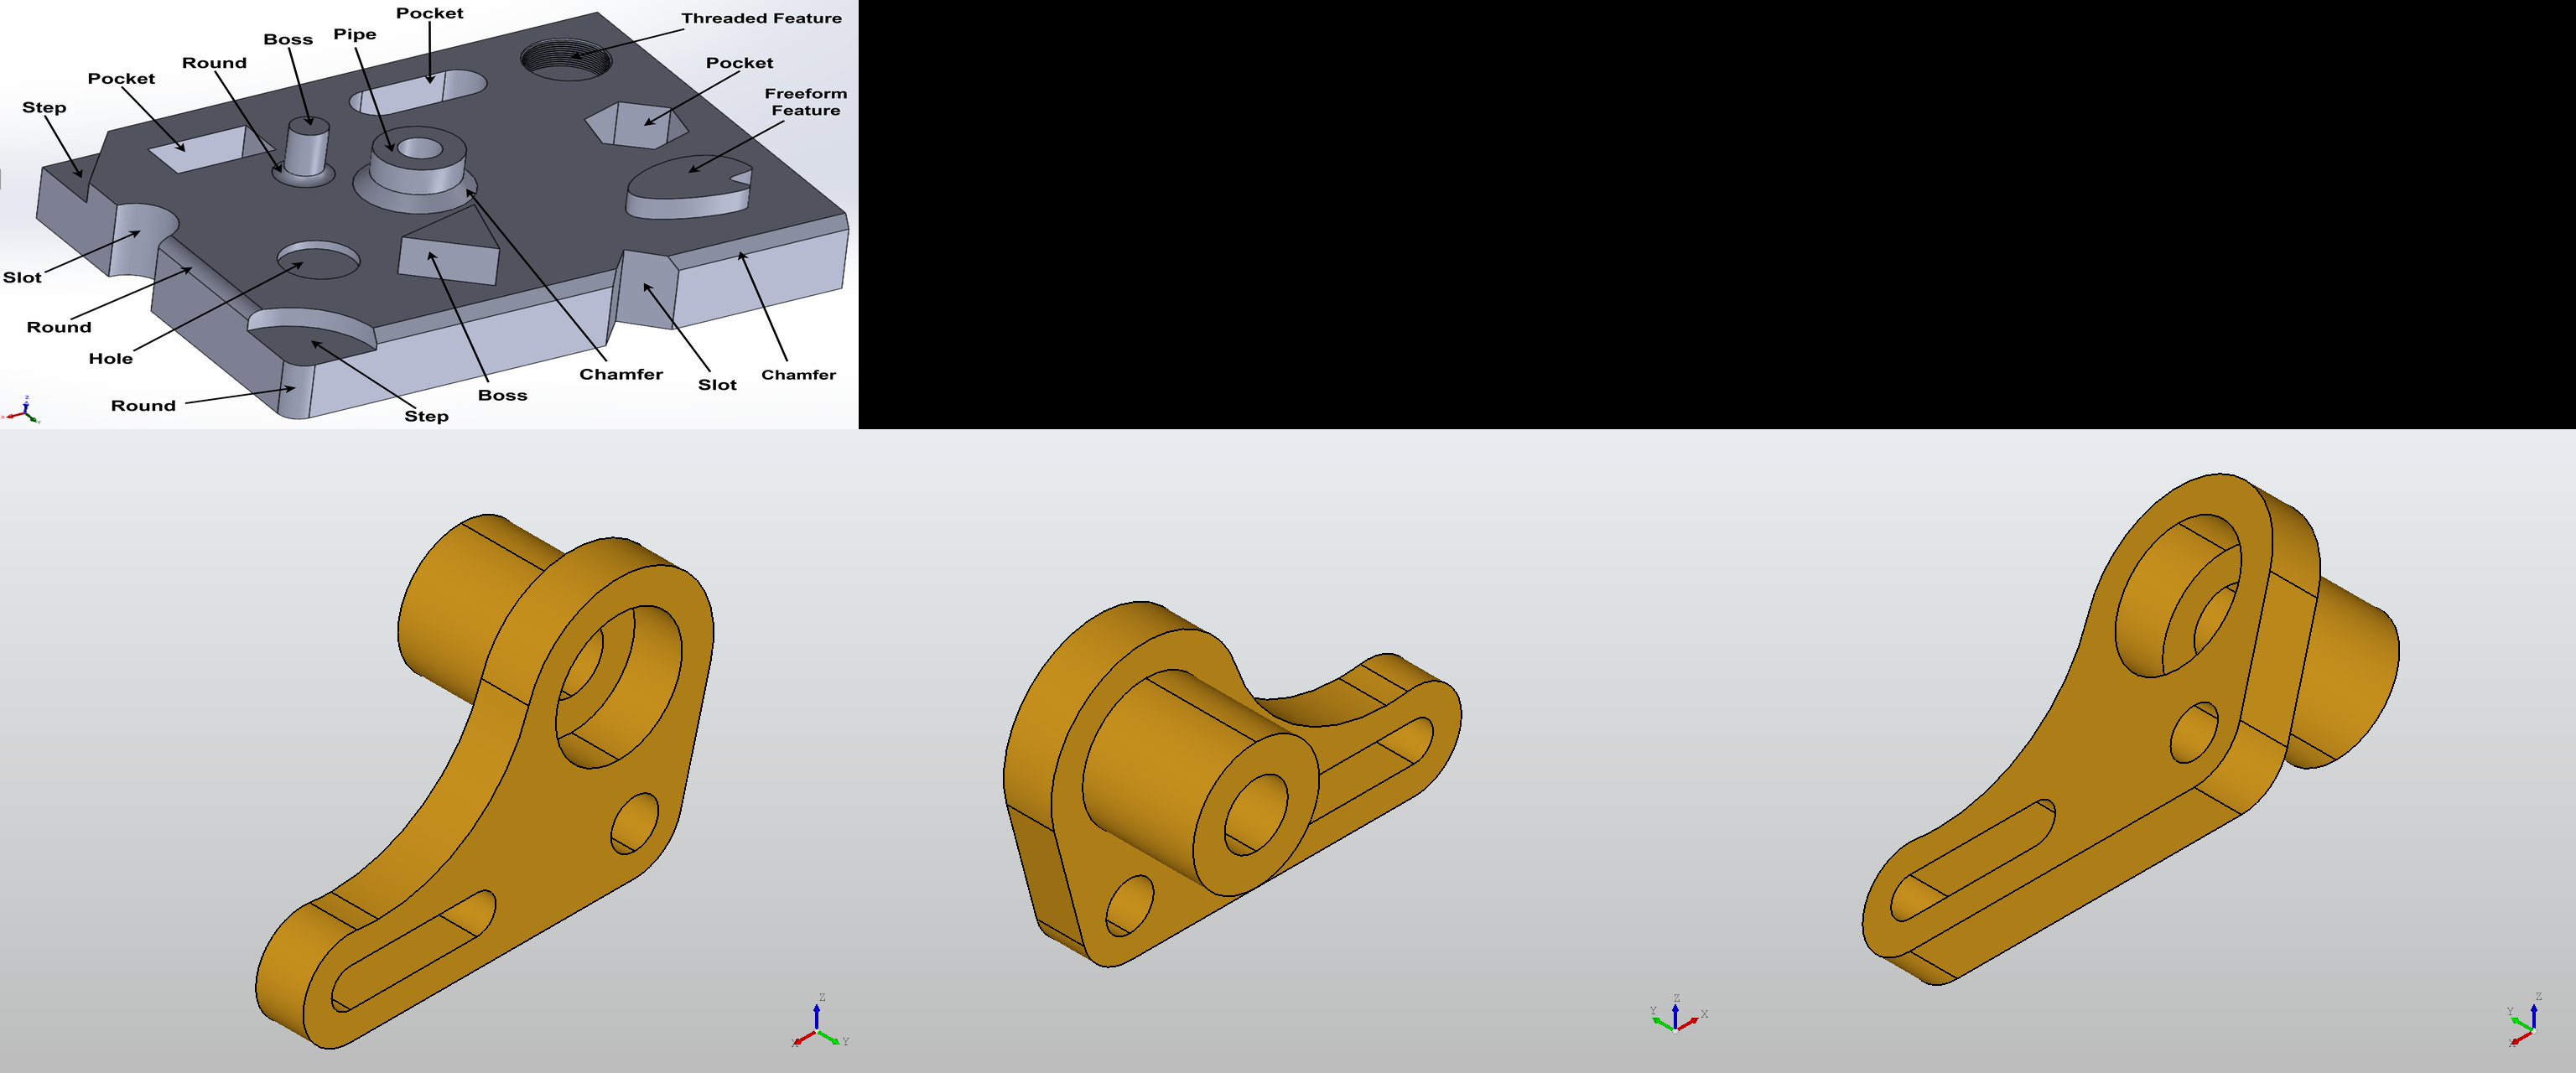 Pocket
Threaded Feature
Boss
Pipe
Round
Pocket
Pocket
Freeform
Feature
Step
Slot
Round
Hole
Chamfer
Slot
Chamfer
Boss
Round
Step
Z
X
Y
Z
Y
X
Z
Y
X